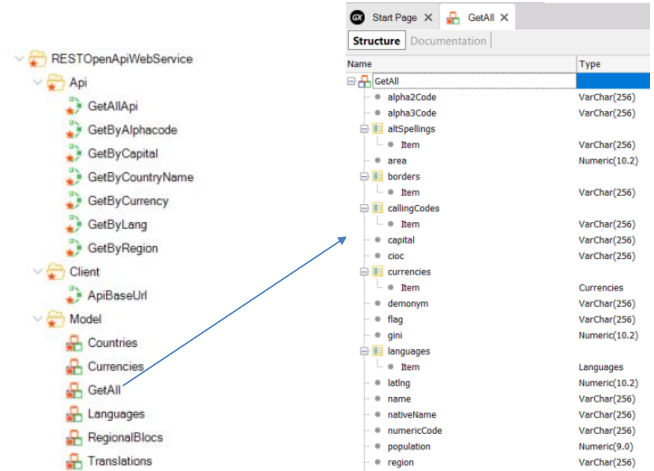 RESTOpenApiWebService
Api
GetAllApi
GetByAlphacode
GetByCapital
GetByCountryName
GetByCurrency
GetByLang
GetByRegion
Client
ApiBaseUrl
Model
Countries
Currencies
GetAll
Languages
RegionalBlocs
Translations
GX Start Page X GetAll X
Structure Documentation
Name Type
GetAll
alpha2Code VarChar(256)
alpha3Code VarChar(256)
altSpellings
Item VarChar(256)
area Numeric(10.2)
borders
Item VarChar(256)
callingCodes
Item VarChar(256)
capital VarChar(256)
cioc VarChar(256)
currencies
Item Currencies
demonym VarChar(256)
flag VarChar(256)
gini Numeric(10.2)
languages
Item Languages
latlng Numeric(10.2)
name VarChar(256)
nativeName VarChar(256)
numericCode VarChar(256)
population Numeric(9.0)
region VarChar(256)